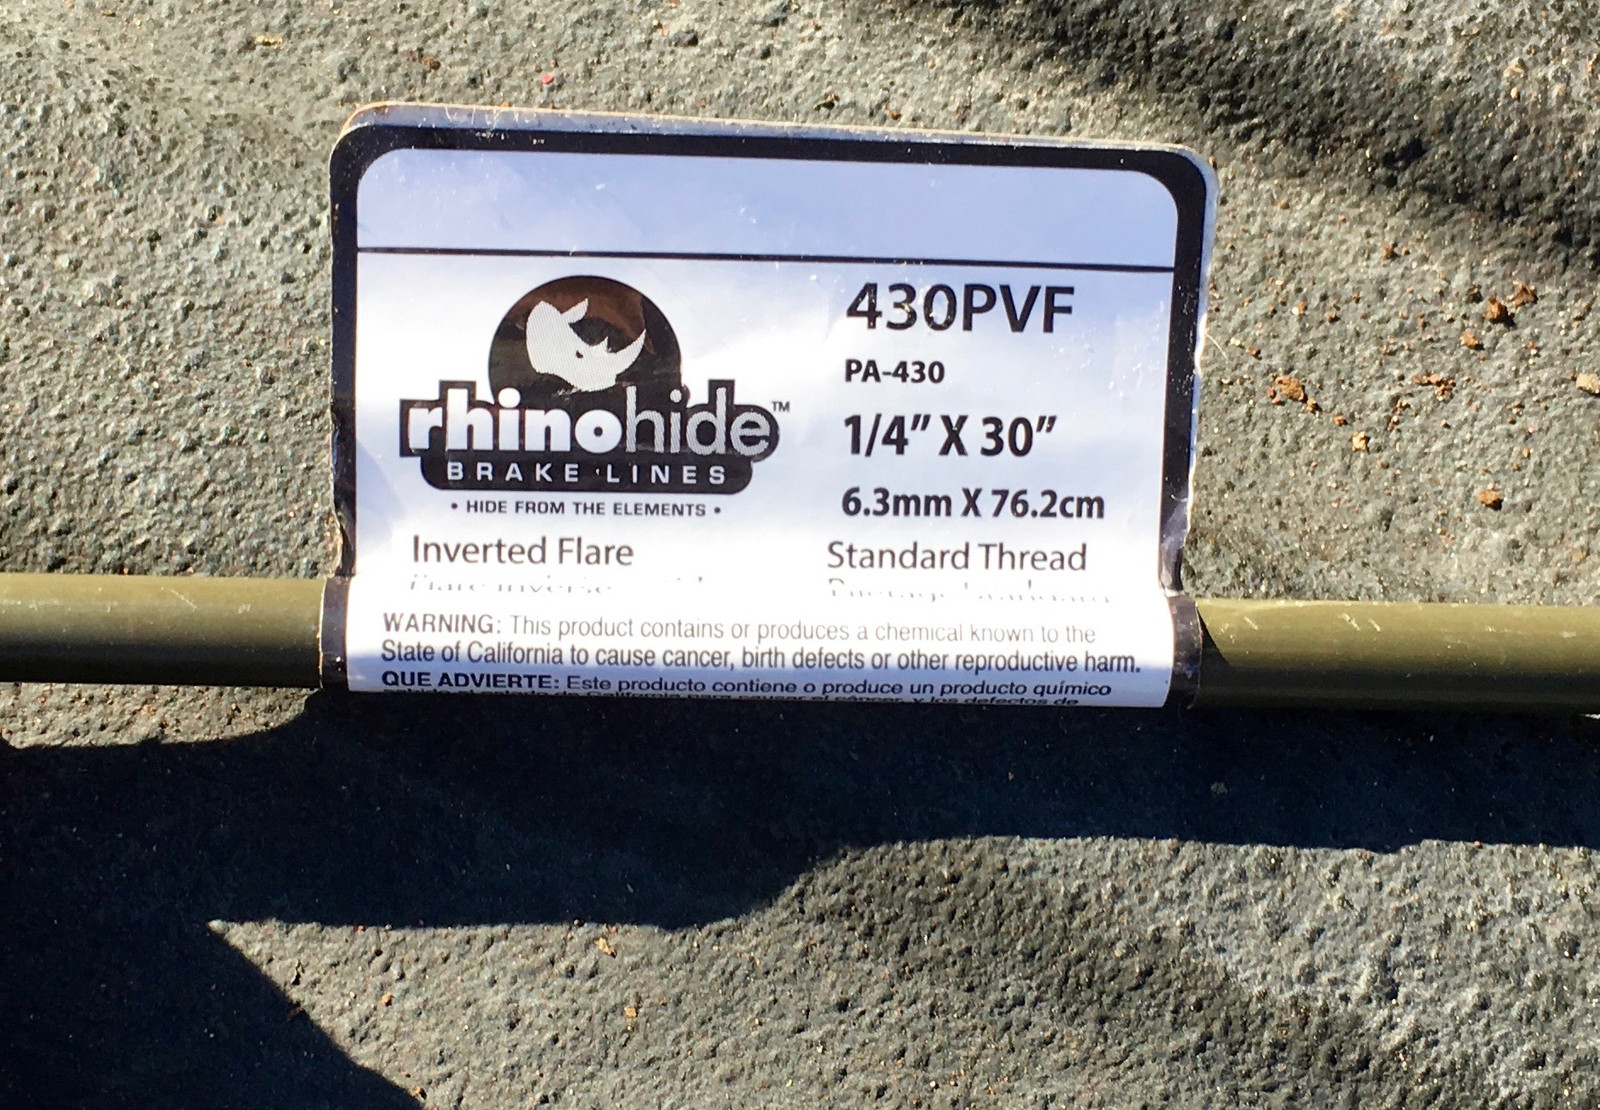 430PVF
PA-430
1/4" X 30"
6.3mm X 76.2cm
rhinohide™
BRAKE·LINES
• HIDE FROM THE ELEMENTS •
Inverted Flare
Standard Thread
WARNING: This product contains or produces a chemical known to the
State of California to cause cancer, birth defects or other reproductive harm.
QUE ADVIERTE: Este producto contiene o produce un producto químico